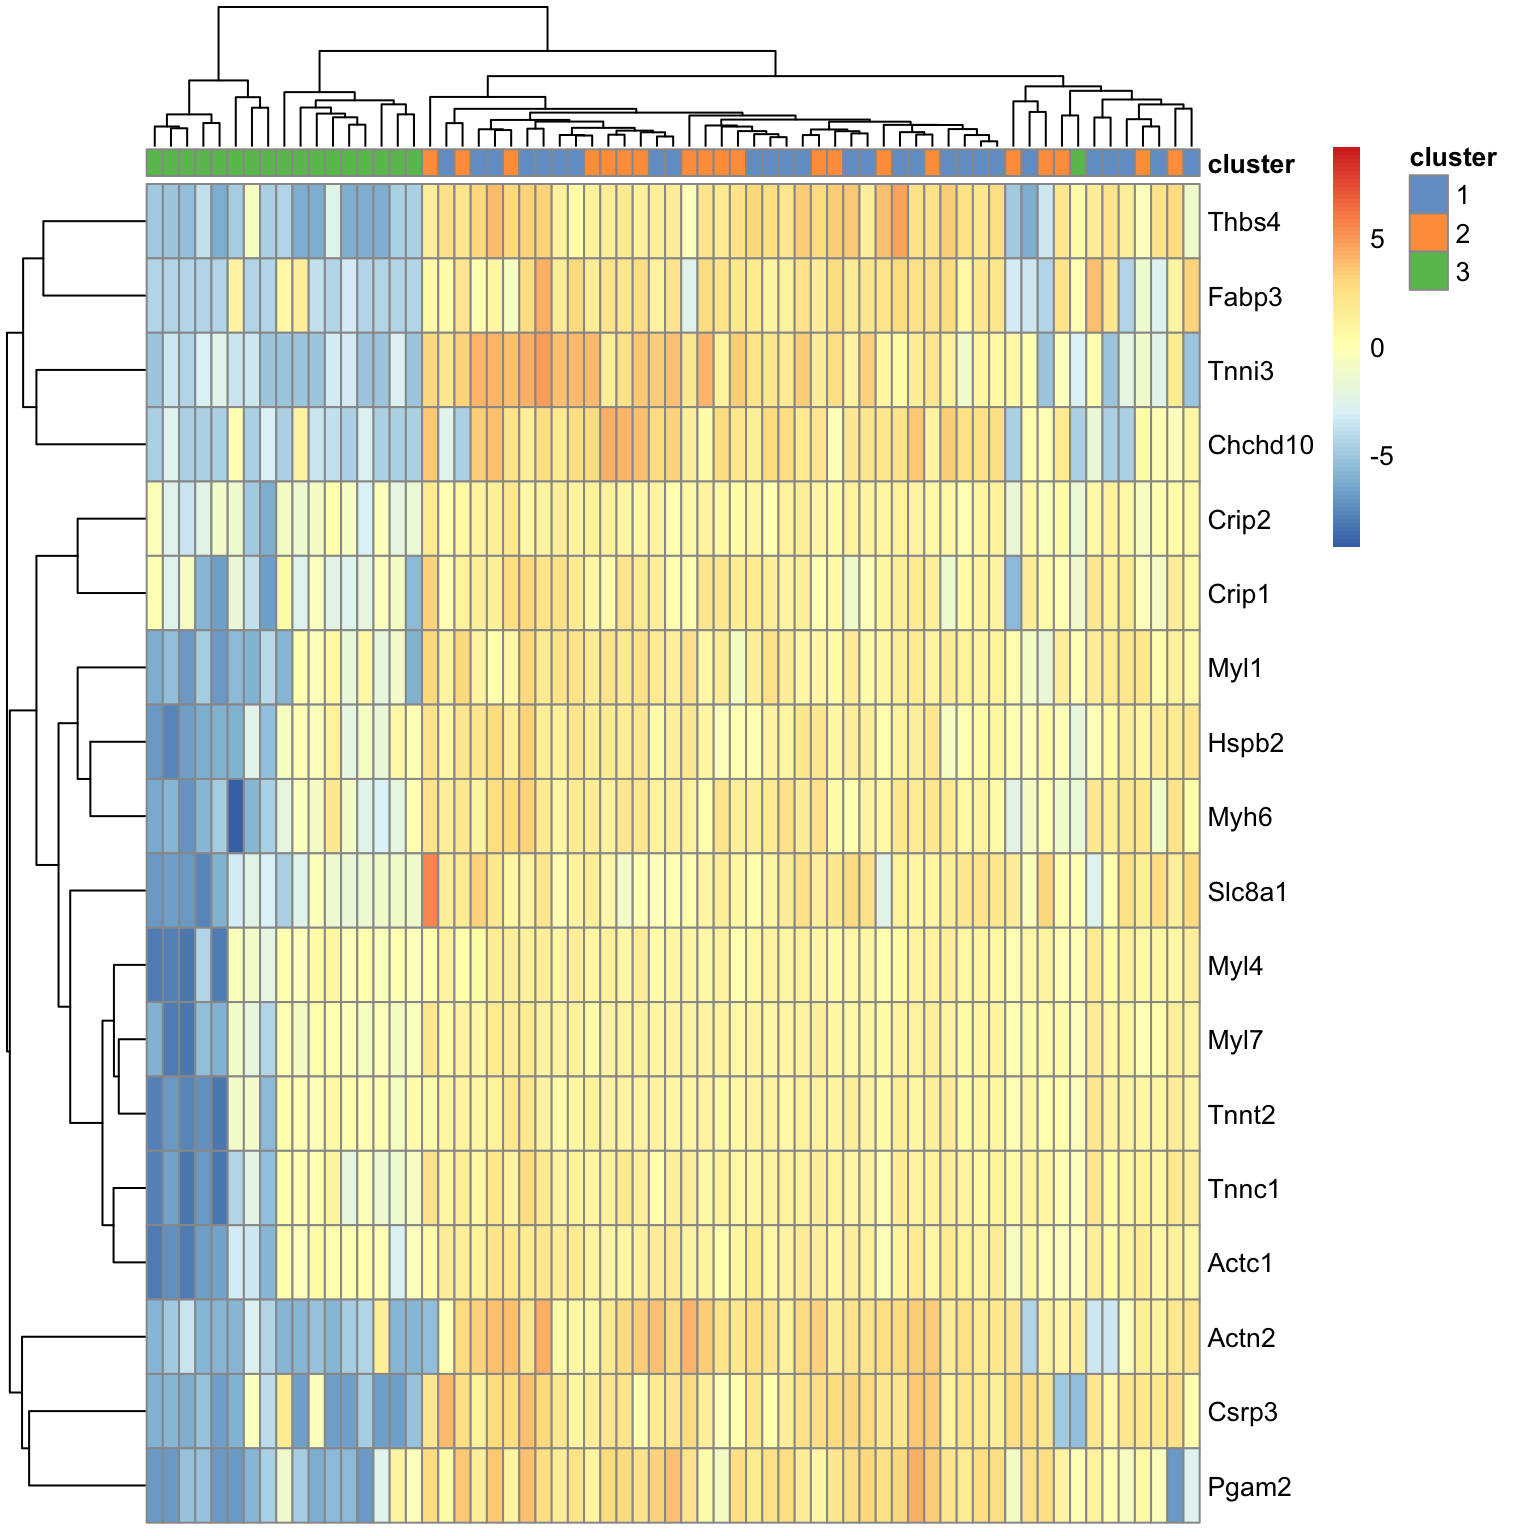 cluster
Thbs4
Fabp3
Tnni3
Chchd10
Crip2
Crip1
Myl1
Hspb2
Myh6
Slc8a1
Myl4
Myl7
Tnnt2
Tnnc1
Actc1
Actn2
Csrp3
Pgam2
5
0
-5
cluster
1
2
3